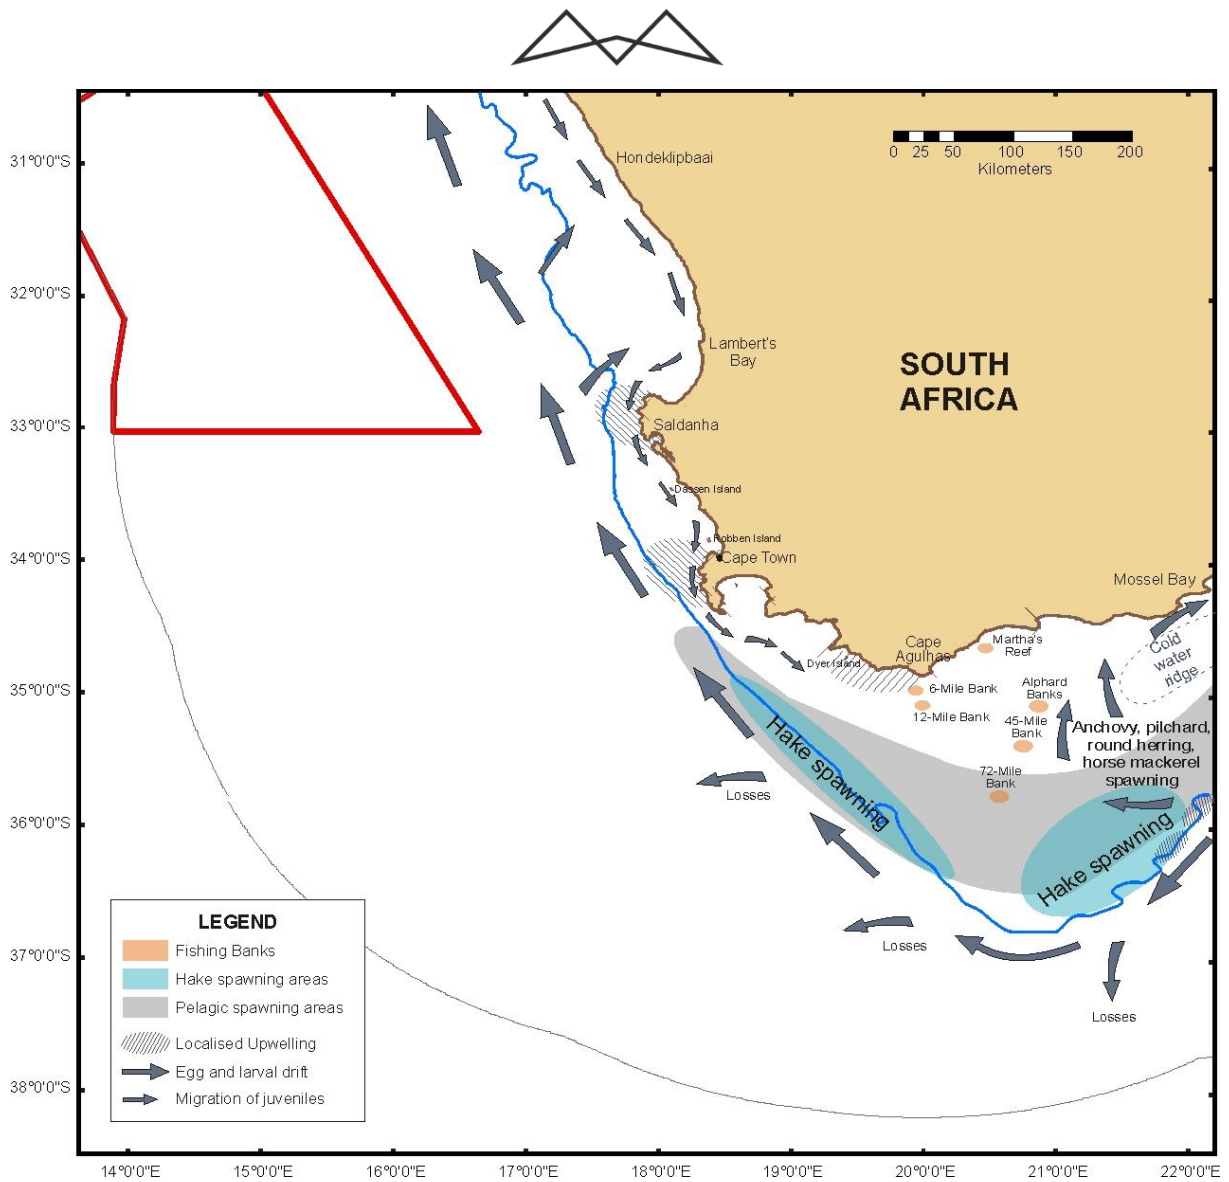 31°0'0"S
32°0'0"S
33°0'0"S
34°0'0"S
35°0'0"S
36°0'0"S
37°0'0"S
38°0'0"S
0 25 50 100 150 200
Kilometers
Hondeklipbaai
Lambert's
Bay
SOUTH
AFRICA
Saldanha
Dassen Island
Robben Island
Cape Town
Mossel Bay
Cape
Agulhas
Martha's
Reef
Dyer Island
Cold
water
ridge
6-Mile Bank
12-Mile Bank
Alphard
Banks
45-Mile
Bank
Anchovy, pilchard,
round herring,
horse mackerel
spawning
72-Mile
Bank
Hake spawning
Hake spawning
Losses
Losses
Losses
LEGEND
Fishing Banks
Hake spawning areas
Pelagic spawning areas
Localised Upwelling
Egg and larval drift
Migration of juveniles
14°0'0"E 15°0'0"E 16°0'0"E 17°0'0"E 18°0'0"E 19°0'0"E 20°0'0"E 21°0'0"E 22°0'0"E